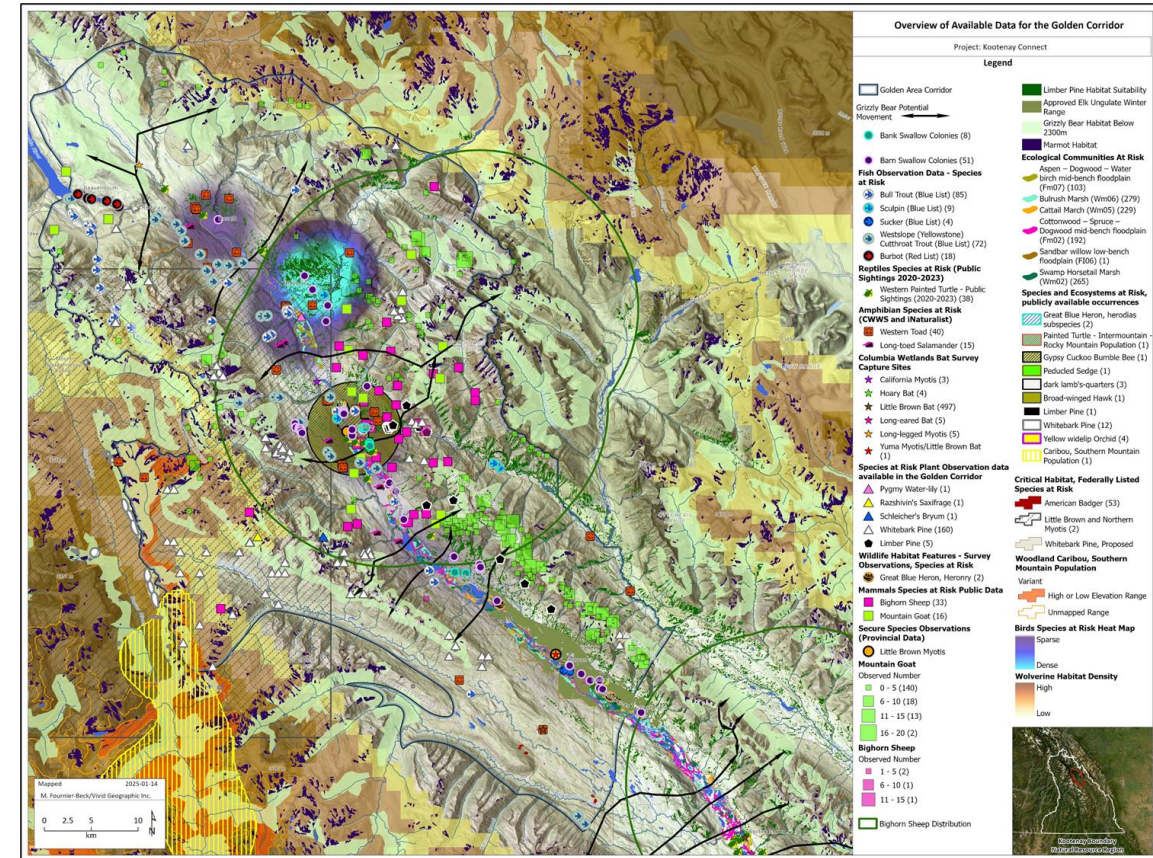 Overview of Available Data for the Golden Corridor
Project: Kootenay Connect
Legend
Golden Area Corridor
Grizzly Bear Potential
Movement
Bank Swallow Colonies (8)
Barn Swallow Colonies (51)
Fish Observation Data - Species
at Risk
Bull Trout (Blue List) (85)
Sculpin (Blue List) (9)
Sucker (Blue List) (4)
Westslope (Yellowstone)
Cutthroat Trout (Blue List) (72)
Burbot (Red List) (18)
Reptiles Species at Risk (Public
Sightings 2020-2023)
Western Painted Turtle - Public
Sightings (2020-2023) (38)
Amphibian Species at Risk
(CWWS and iNaturalist)
Western Toad (40)
Long-toed Salamander (15)
Columbia Wetlands Bat Survey
Capture Sites
California Myotis (3)
Hoary Bat (4)
Little Brown Bat (497)
Long-eared Bat (5)
Long-legged Myotis (5)
Yuma Myotis/Little Brown Bat
(1)
Species at Risk Plant Observation data
available in the Golden Corridor
Pygmy Water-lily (1)
Razshivin's Saxifrage (1)
Schleicher's Bryum (1)
Whitebark Pine (160)
Limber Pine (5)
Wildlife Habitat Features - Survey
Observations, Species at Risk
Great Blue Heron, Heronry (2)
Mammals Species at Risk Public Data
Bighorn Sheep (33)
Mountain Goat (16)
Secure Species Observations
(Provincial Data)
Little Brown Myotis
Mountain Goat
Observed Number
0 - 5 (140)
6 - 10 (18)
11 - 15 (13)
16 - 20 (2)
Bighorn Sheep
Observed Number
1 - 5 (2)
6 - 10 (1)
11 - 15 (1)
Bighorn Sheep Distribution
Limber Pine Habitat Suitability
Approved Elk Ungulate Winter
Range
Grizzly Bear Habitat Below
2300m
Marmot Habitat
Ecological Communities At Risk
Aspen – Dogwood – Water
birch mid-bench floodplain
(Fm07) (103)
Bulrush Marsh (Wm06) (279)
Cattail March (Wm05) (229)
Cottonwood – Spruce –
Dogwood mid-bench floodplain
(Fm02) (192)
Sandbar willow low-bench
floodplain (Fl06) (1)
Swamp Horsetail Marsh
(Wm02) (265)
Species and Ecosystems at Risk,
publicly available occurrences
Great Blue Heron, herodias
subspecies (2)
Painted Turtle - Intermountain -
Rocky Mountain Population (1)
Gypsy Cuckoo Bumble Bee (1)
Peducled Sedge (1)
dark lamb's-quarters (3)
Broad-winged Hawk (1)
Limber Pine (1)
Whitebark Pine (12)
Yellow widelip Orchid (4)
Caribou, Southern Mountain
Population (1)
Critical Habitat, Federally Listed
Species at Risk
American Badger (53)
Little Brown and Northern
Myotis (2)
Whitebark Pine, Proposed
Woodland Caribou, Southern
Mountain Population
Variant
High or Low Elevation Range
Unmapped Range
Birds Species at Risk Heat Map
Sparse
Dense
Wolverine Habitat Density
High
Low
Kootenay Boundary
Natural Resource Region
Mapped 2025-01-14
M. Fournier-Beck/Vivid Geographic Inc.
0 2.5 5 10
km
N